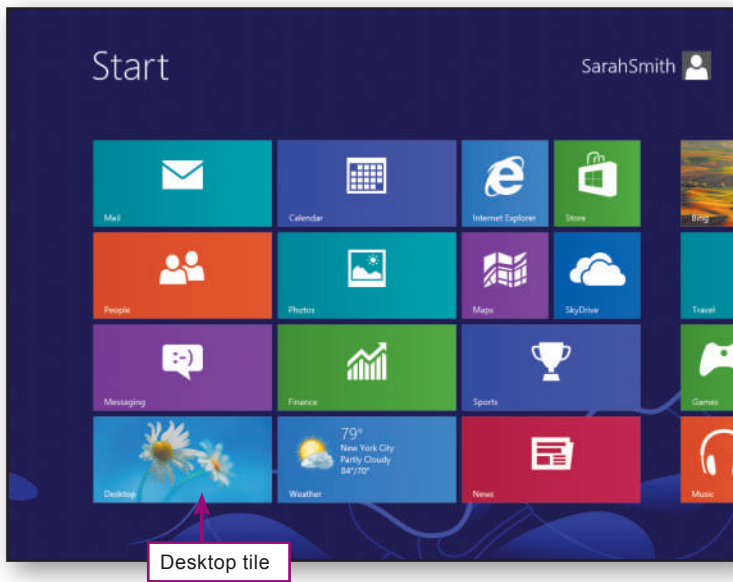 Start
SarahSmith
Mail
Calendar
Internet Explorer
Store
Bing
People
Photos
Maps
SkyDrive
Travel
:-)
Messaging
Finance
Sports
Games
Desktop
79°
New York City
Partly Cloudy
84°/70°
Weather
News
Music
Desktop tile